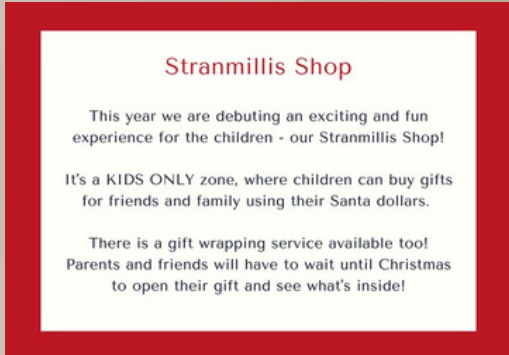 Stranmillis Shop
This year we are debuting an exciting and fun
experience for the children - our Stranmillis Shop!
It's a KIDS ONLY zone, where children can buy gifts
for friends and family using their Santa dollars.
There is a gift wrapping service available too!
Parents and friends will have to wait until Christmas
to open their gift and see what's inside!